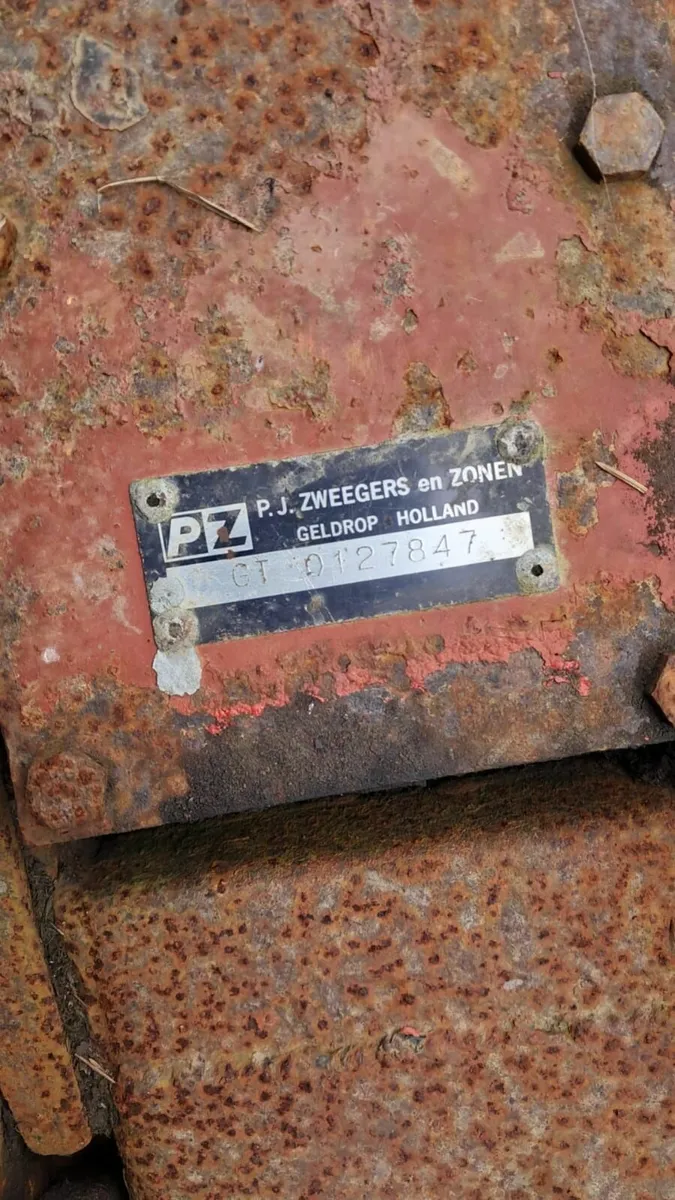 P.J. ZWEEGERS en ZONEN
PZ
GELDROP HOLLAND
GT 0127847